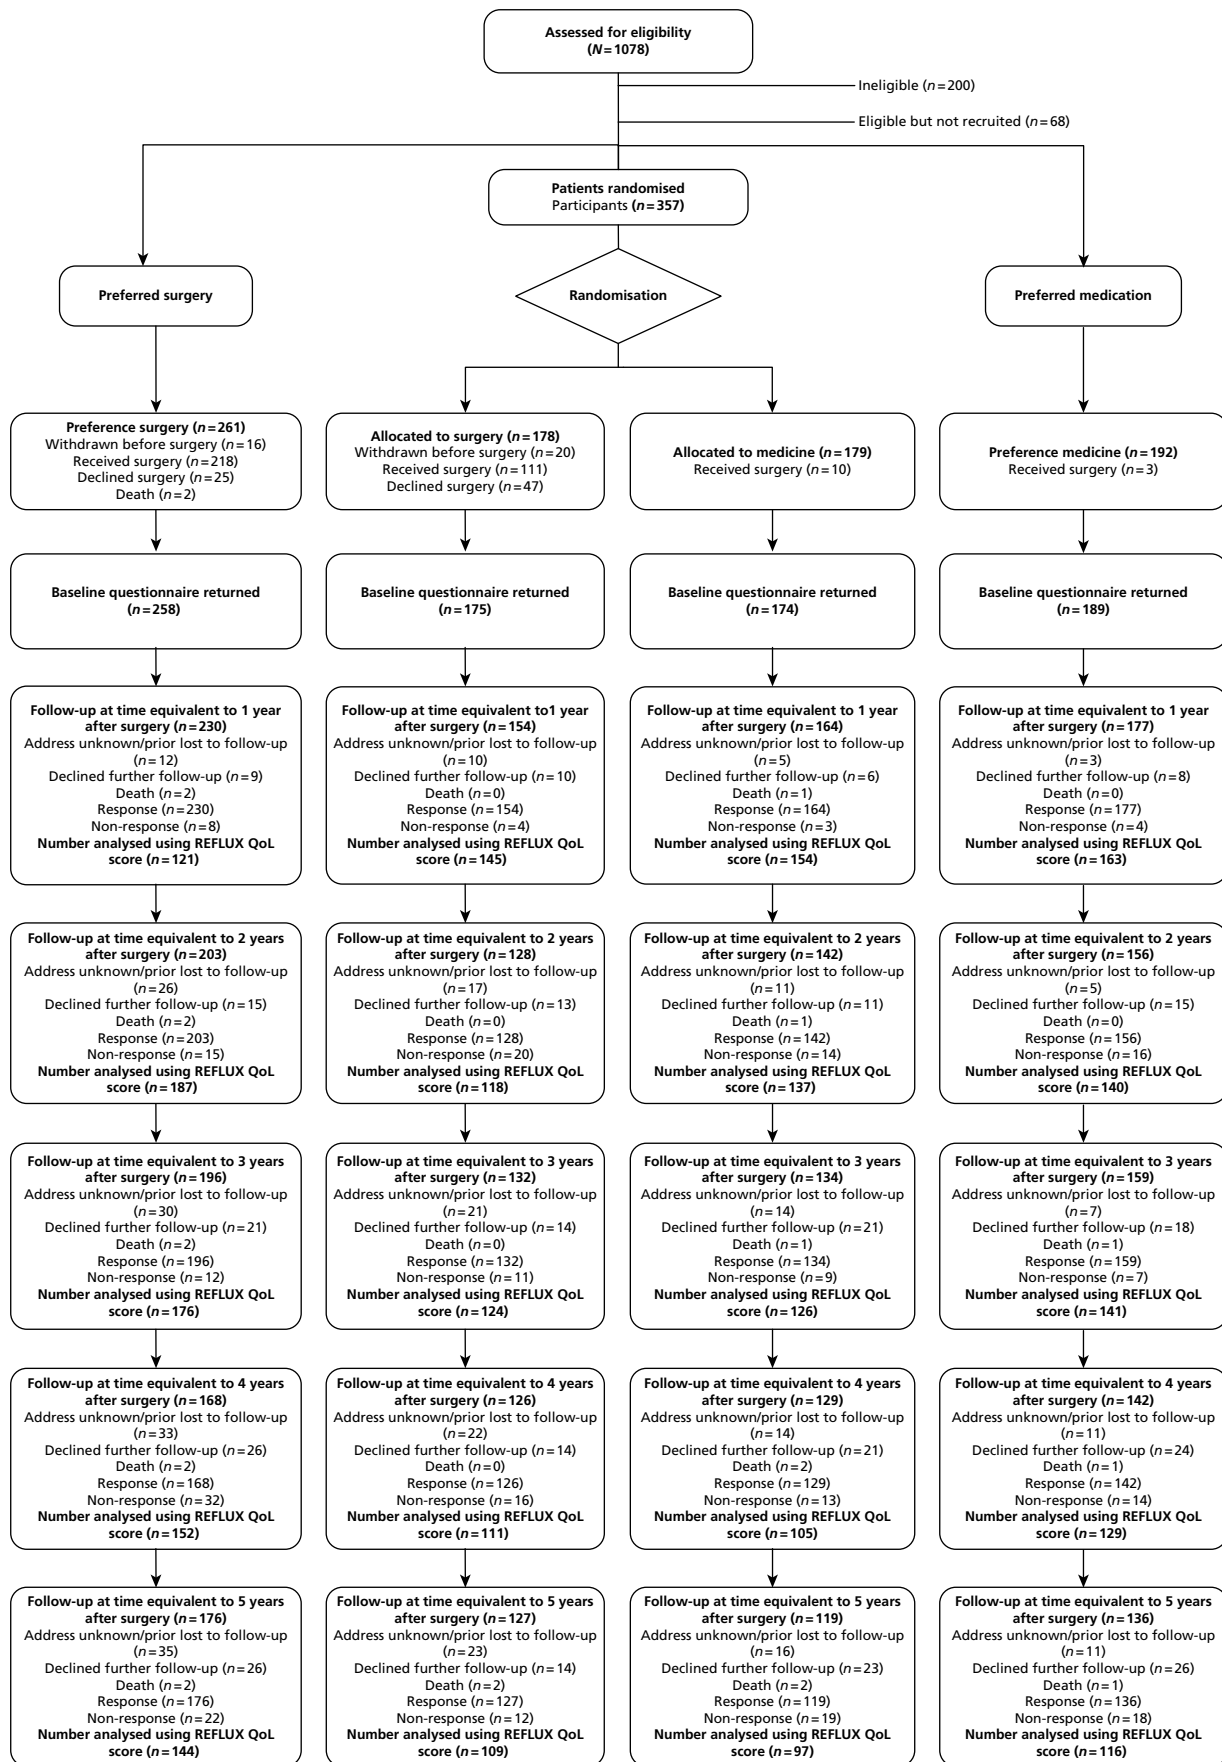 Assessed for eligibility
(N=1078)
Ineligible (n=200)
Eligible but not recruited (n=68)
Patients randomised
Participants (n=357)
Preferred surgery
Randomisation
Preferred medication
Preference surgery (n=261)
Withdrawn before surgery (n=16)
Received surgery (n=218)
Declined surgery (n=25)
Death (n=2)
Allocated to surgery (n=178)
Withdrawn before surgery (n=20)
Received surgery (n=111)
Declined surgery (n=47)
Allocated to medicine (n=179)
Received surgery (n=10)
Preference medicine (n=192)
Received surgery (n=3)
Baseline questionnaire returned
(n=258)
Baseline questionnaire returned
(n=175)
Baseline questionnaire returned
(n=174)
Baseline questionnaire returned
(n=189)
Follow-up at time equivalent to 1 year
after surgery (n=230)
Address unknown/prior lost to follow-up
(n=12)
Declined further follow-up (n=9)
Death (n=2)
Response (n=230)
Non-response (n=8)
Number analysed using REFLUX QoL
score (n=121)
Follow-up at time equivalent to1 year
after surgery (n=154)
Address unknown/prior lost to follow-up
(n=10)
Declined further follow-up (n=10)
Death (n=0)
Response (n=154)
Non-response (n=4)
Number analysed using REFLUX QoL
score (n=145)
Follow-up at time equivalent to 1 year
after surgery (n=164)
Address unknown/prior lost to follow-up
(n=5)
Declined further follow-up (n=6)
Death (n=1)
Response (n=164)
Non-response (n=3)
Number analysed using REFLUX QoL
score (n=154)
Follow-up at time equivalent to 1 year
after surgery (n=177)
Address unknown/prior lost to follow-up
(n=3)
Declined further follow-up (n=8)
Death (n=0)
Response (n=177)
Non-response (n=4)
Number analysed using REFLUX QoL
score (n=163)
Follow-up at time equivalent to 2 years
after surgery (n=203)
Address unknown/prior lost to follow-up
(n=26)
Declined further follow-up (n=15)
Death (n=2)
Response (n=203)
Non-response (n=15)
Number analysed using REFLUX QoL
score (n=187)
Follow-up at time equivalent to 2 years
after surgery (n=128)
Address unknown/prior lost to follow-up
(n=17)
Declined further follow-up (n=13)
Death (n=0)
Response (n=128)
Non-response (n=20)
Number analysed using REFLUX QoL
score (n=118)
Follow-up at time equivalent to 2 years
after surgery (n=142)
Address unknown/prior lost to follow-up
(n=11)
Declined further follow-up (n=11)
Death (n=1)
Response (n=142)
Non-response (n=14)
Number analysed using REFLUX QoL
score (n=137)
Follow-up at time equivalent to 2 years
after surgery (n=156)
Address unknown/prior lost to follow-up
(n=5)
Declined further follow-up (n=15)
Death (n=0)
Response (n=156)
Non-response (n=16)
Number analysed using REFLUX QoL
score (n=140)
Follow-up at time equivalent to 3 years
after surgery (n=196)
Address unknown/prior lost to follow-up
(n=30)
Declined further follow-up (n=21)
Death (n=2)
Response (n=196)
Non-response (n=12)
Number analysed using REFLUX QoL
score (n=176)
Follow-up at time equivalent to 3 years
after surgery (n=132)
Address unknown/prior lost to follow-up
(n=21)
Declined further follow-up (n=14)
Death (n=0)
Response (n=132)
Non-response (n=11)
Number analysed using REFLUX QoL
score (n=124)
Follow-up at time equivalent to 3 years
after surgery (n=134)
Address unknown/prior lost to follow-up
(n=14)
Declined further follow-up (n=21)
Death (n=1)
Response (n=134)
Non-response (n=9)
Number analysed using REFLUX QoL
score (n=126)
Follow-up at time equivalent to 3 years
after surgery (n=159)
Address unknown/prior lost to follow-up
(n=7)
Declined further follow-up (n=18)
Death (n=1)
Response (n=159)
Non-response (n=7)
Number analysed using REFLUX QoL
score (n=141)
Follow-up at time equivalent to 4 years
after surgery (n=168)
Address unknown/prior lost to follow-up
(n=33)
Declined further follow-up (n=26)
Death (n=2)
Response (n=168)
Non-response (n=32)
Number analysed using REFLUX QoL
score (n=152)
Follow-up at time equivalent to 4 years
after surgery (n=126)
Address unknown/prior lost to follow-up
(n=22)
Declined further follow-up (n=14)
Death (n=0)
Response (n=126)
Non-response (n=16)
Number analysed using REFLUX QoL
score (n=111)
Follow-up at time equivalent to 4 years
after surgery (n=129)
Address unknown/prior lost to follow-up
(n=14)
Declined further follow-up (n=21)
Death (n=2)
Response (n=129)
Non-response (n=13)
Number analysed using REFLUX QoL
score (n=105)
Follow-up at time equivalent to 4 years
after surgery (n=142)
Address unknown/prior lost to follow-up
(n=11)
Declined further follow-up (n=24)
Death (n=1)
Response (n=142)
Non-response (n=14)
Number analysed using REFLUX QoL
score (n=129)
Follow-up at time equivalent to 5 years
after surgery (n=176)
Address unknown/prior lost to follow-up
(n=35)
Declined further follow-up (n=26)
Death (n=2)
Response (n=176)
Non-response (n=22)
Number analysed using REFLUX QoL
score (n=144)
Follow-up at time equivalent to 5 years
after surgery (n=127)
Address unknown/prior lost to follow-up
(n=23)
Declined further follow-up (n=14)
Death (n=2)
Response (n=127)
Non-response (n=12)
Number analysed using REFLUX QoL
score (n=109)
Follow-up at time equivalent to 5 years
after surgery (n=119)
Address unknown/prior lost to follow-up
(n=16)
Declined further follow-up (n=23)
Death (n=2)
Response (n=119)
Non-response (n=19)
Number analysed using REFLUX QoL
score (n=97)
Follow-up at time equivalent to 5 years
after surgery (n=136)
Address unknown/prior lost to follow-up
(n=11)
Declined further follow-up (n=26)
Death (n=1)
Response (n=136)
Non-response (n=18)
Number analysed using REFLUX QoL
score (n=116)